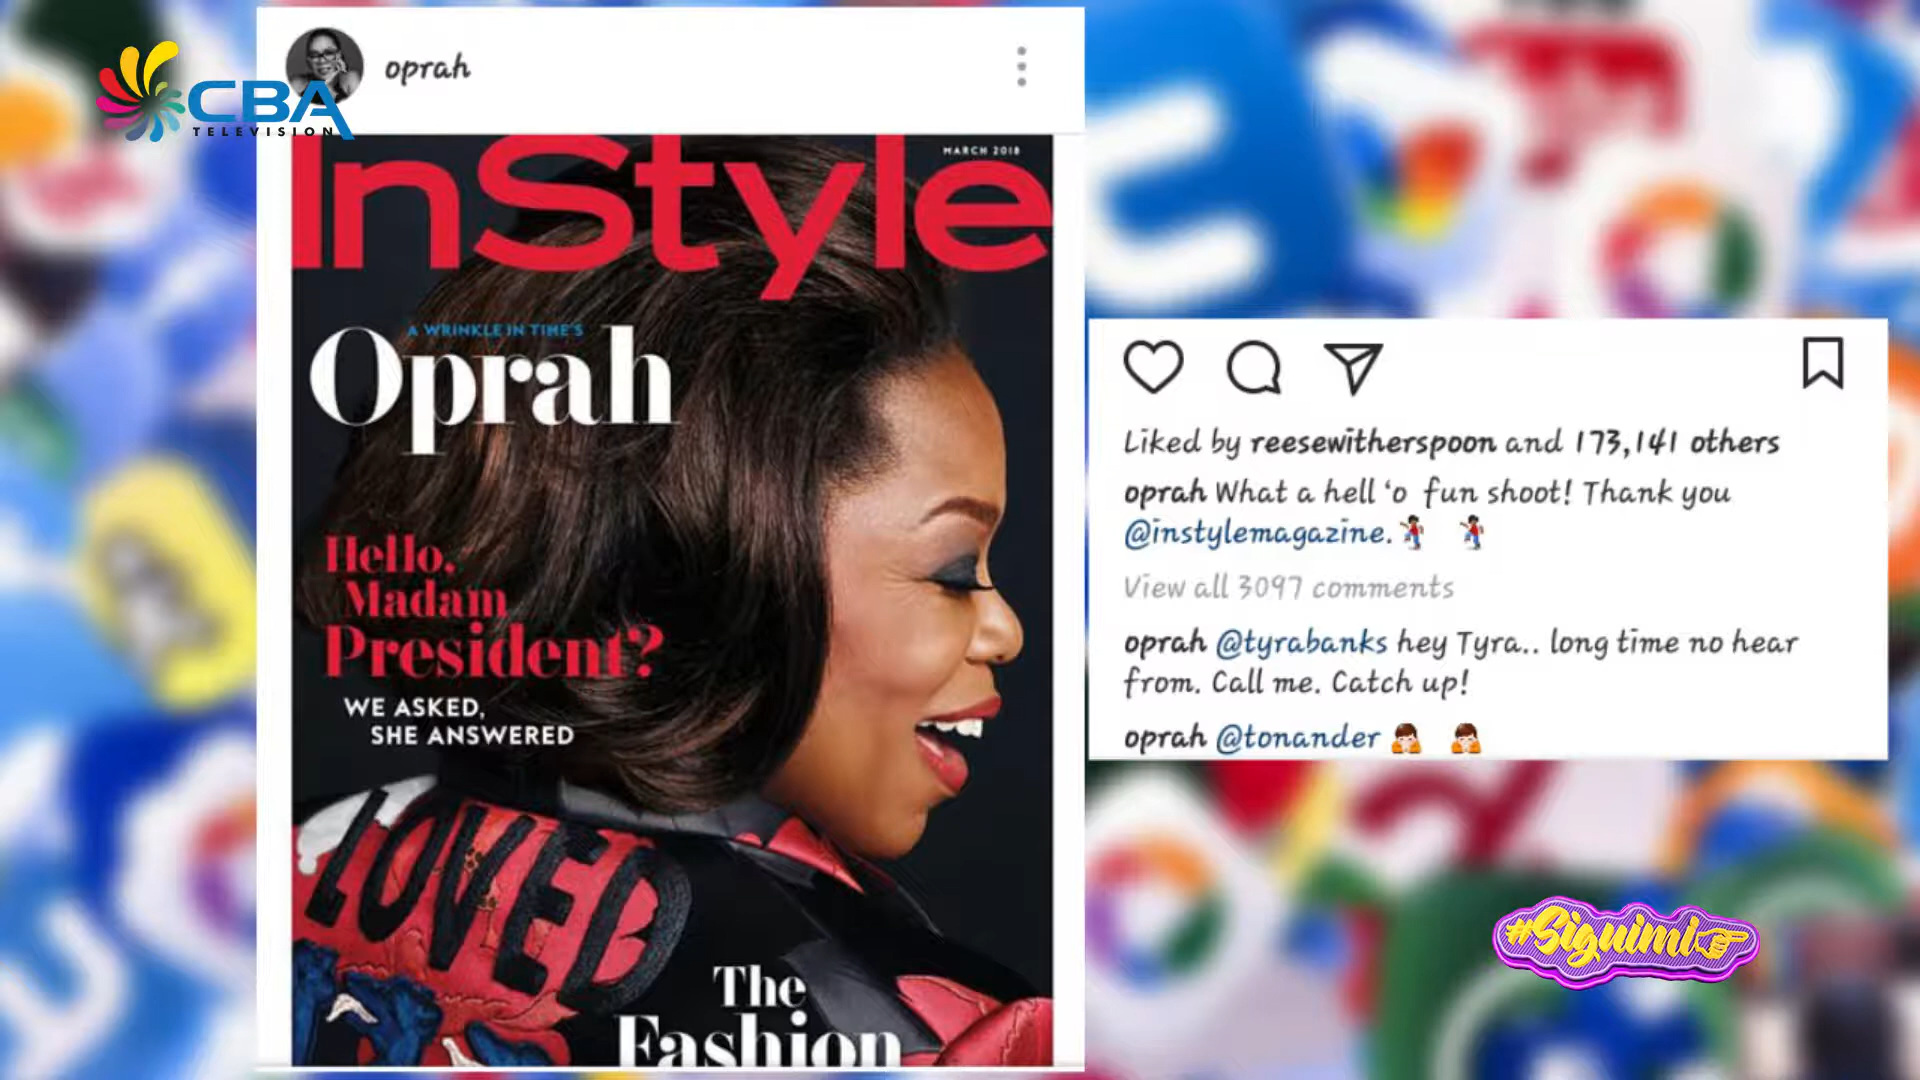 CBA
TELEVISION
oprah
MARCH 2018
InStyle
A WRINKLE IN TIME'S
Oprah
Hello,
Madam
President?
WE ASKED,
SHE ANSWERED
LOVED
The
Fashion
Liked by reesewitherspoon and 173,141 others
oprah What a hell ‘o fun shoot! Thank you
@instylemagazine.
View all 3097 comments
oprah @tyrabanks hey Tyra.. long time no hear
from. Call me. Catch up!
oprah @tonander
#Siguimi